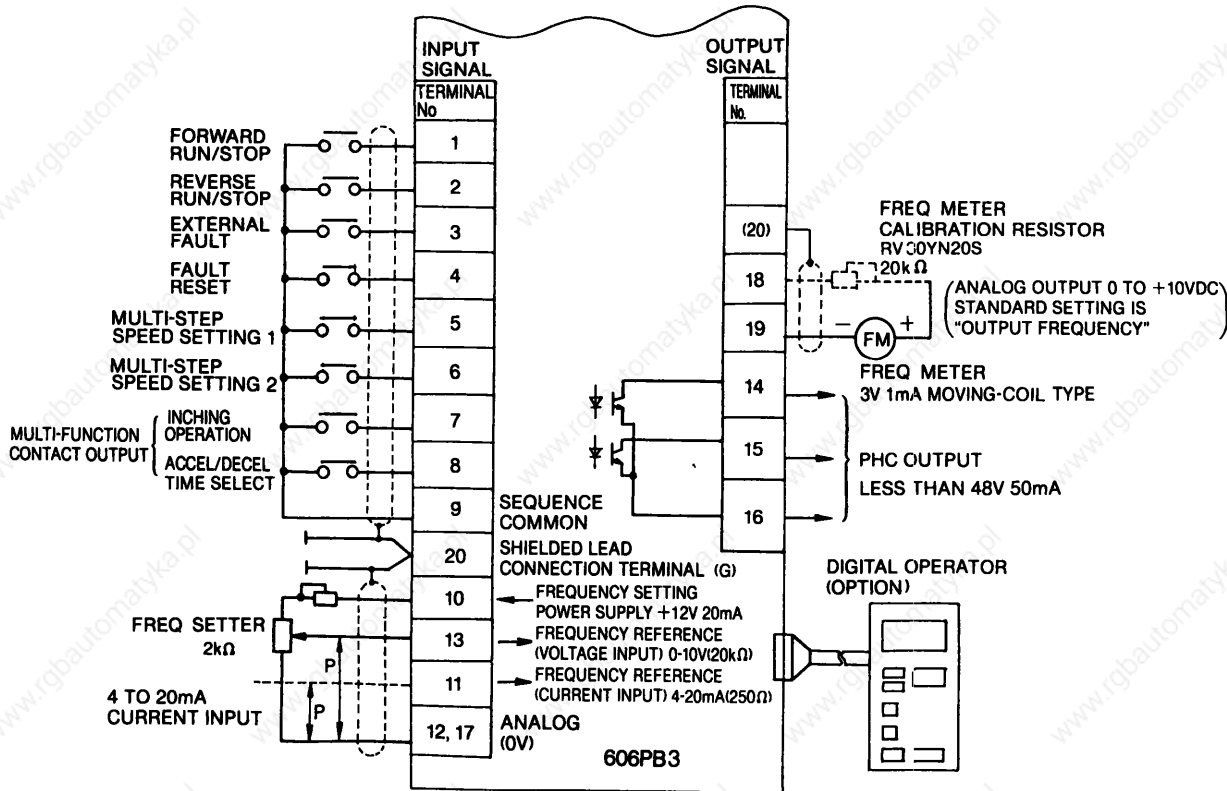 INPUT
SIGNAL
TERMINAL
No
FORWARD
RUN/STOP
1
REVERSE
RUN/STOP
2
EXTERNAL
FAULT
3
FAULT
RESET
4
MULTI-STEP
SPEED SETTING 1
5
MULTI-STEP
SPEED SETTING 2
6
MULTI-FUNCTION
CONTACT OUTPUT
INCHING
OPERATION
7
ACCEL/DECEL
TIME SELECT
8
9
SEQUENCE
COMMON
20
SHIELDED LEAD
CONNECTION TERMINAL (G)
10
FREQUENCY SETTING
POWER SUPPLY +12V 20mA
FREQ SETTER
2kΩ
13
FREQUENCY REFERENCE
(VOLTAGE INPUT) 0-10V(20kΩ)
P
11
FREQUENCY REFERENCE
(CURRENT INPUT) 4-20mA(250Ω)
4 TO 20mA
CURRENT INPUT
P
12, 17
ANALOG
(0V)
606PB3
OUTPUT
SIGNAL
TERMINAL
No.
(20)
18
19
14
15
16
FREQ METER
CALIBRATION RESISTOR
RV30YN20S
20kΩ
(ANALOG OUTPUT 0 TO +10VDC
STANDARD SETTING IS
"OUTPUT FREQUENCY")
− FM +
FREQ METER
3V 1mA MOVING-COIL TYPE
PHC OUTPUT
LESS THAN 48V 50mA
DIGITAL OPERATOR
(OPTION)
www.rgbautomatyka.pl